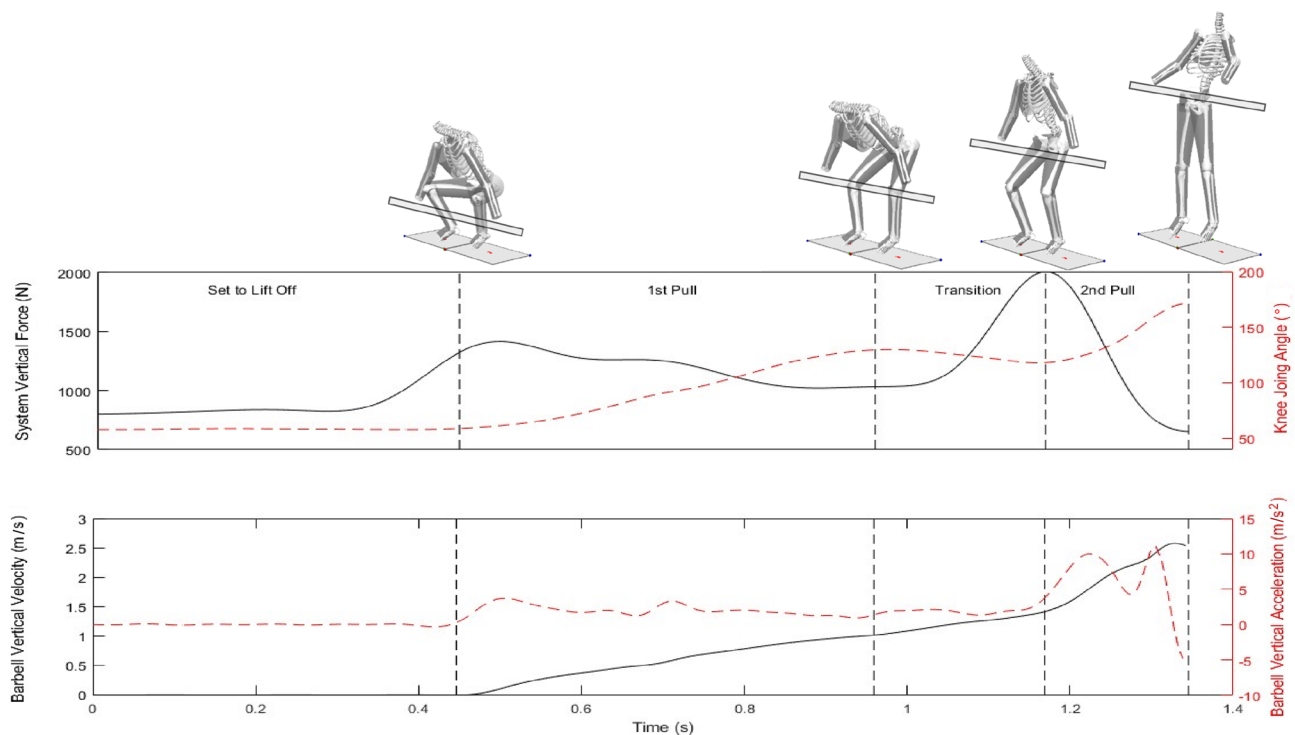 2000
1500
1000
500
System Vertical Force (N)
Set to Lift Off
1st Pull
Transition
2nd Pull
200
150
100
50
Knee Joing Angle (°)
3
2.5
2
1.5
1
0.5
0
Barbell Vertical Velocity (m/s)
15
10
5
0
-5
-10
Barbell Vertical Acceleration (m/s²)
0 0.2 0.4 0.6 0.8 1 1.2 1.4
Time (s)